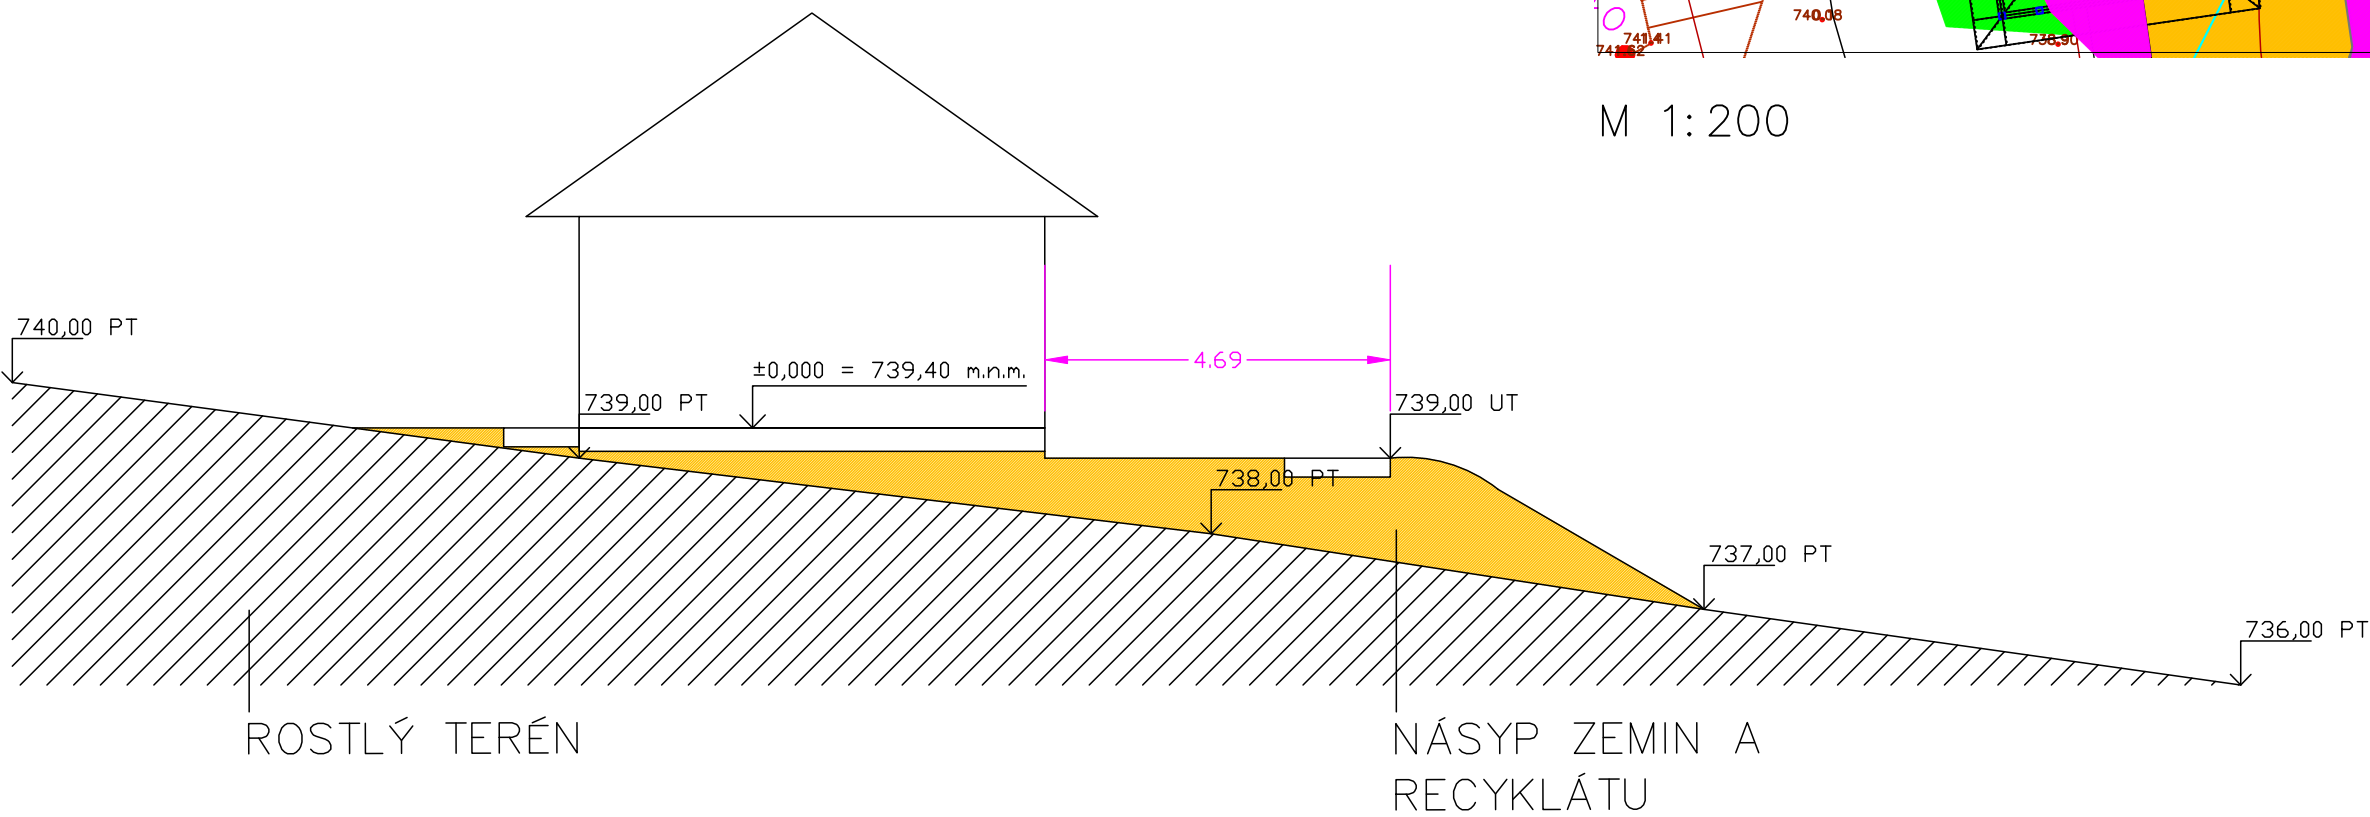 740,08
741,41
738,90
M 1:200
740,00 PT
4.69
±0,000 = 739,40 m.n.m.
739,00 PT
739,00 UT
738,00 PT
737,00 PT
736,00 PT
ROSTLÝ TERÉN
NÁSYP ZEMIN A
RECYKLÁTU